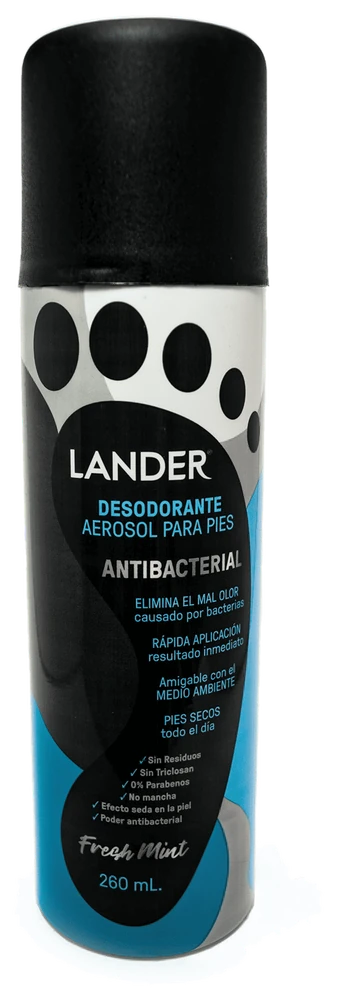 LANDER
DESODORANTE
AEROSOL PARA PIES
ANTIBACTERIAL
ELIMINA EL MAL OLOR
causado por bacterias
RÁPIDA APLICACIÓN
resultado inmediato
Amigable con el
MEDIO AMBIENTE
PIES SECOS
todo el día
✓Sin Residuos
✓Sin Triclosan
✓0% Parabenos
✓No mancha
✓Efecto seda en la piel
✓Poder antibacterial
Fresh Mint
260 mL.